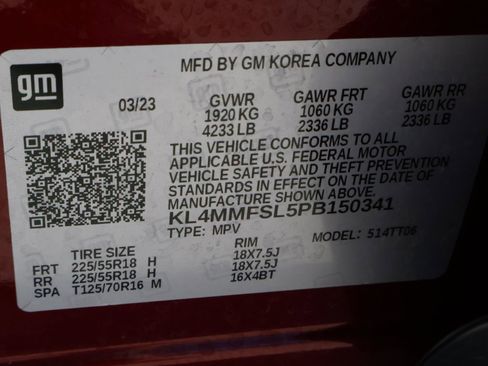 gm
MFD BY GM KOREA COMPANY
03/23 GVWR GAWR FRT GAWR RR
1920 KG 1060 KG 1060 KG
4233 LB 2336 LB 2336 LB
THIS VEHICLE CONFORMS TO ALL
APPLICABLE U.S. FEDERAL MOTOR
VEHICLE SAFETY AND THEFT PREVENTION
STANDARDS IN EFFECT ON THE DATE OF
MANUFACTURE SHOWN ABOVE.
KL4MMFSL5PB150341
TYPE: MPV MODEL: 514TT06
TIRE SIZE RIM
FRT 225/55R18 H 18X7.5J
RR 225/55R18 H 18X7.5J
SPA T125/70R16 M 16X4BT